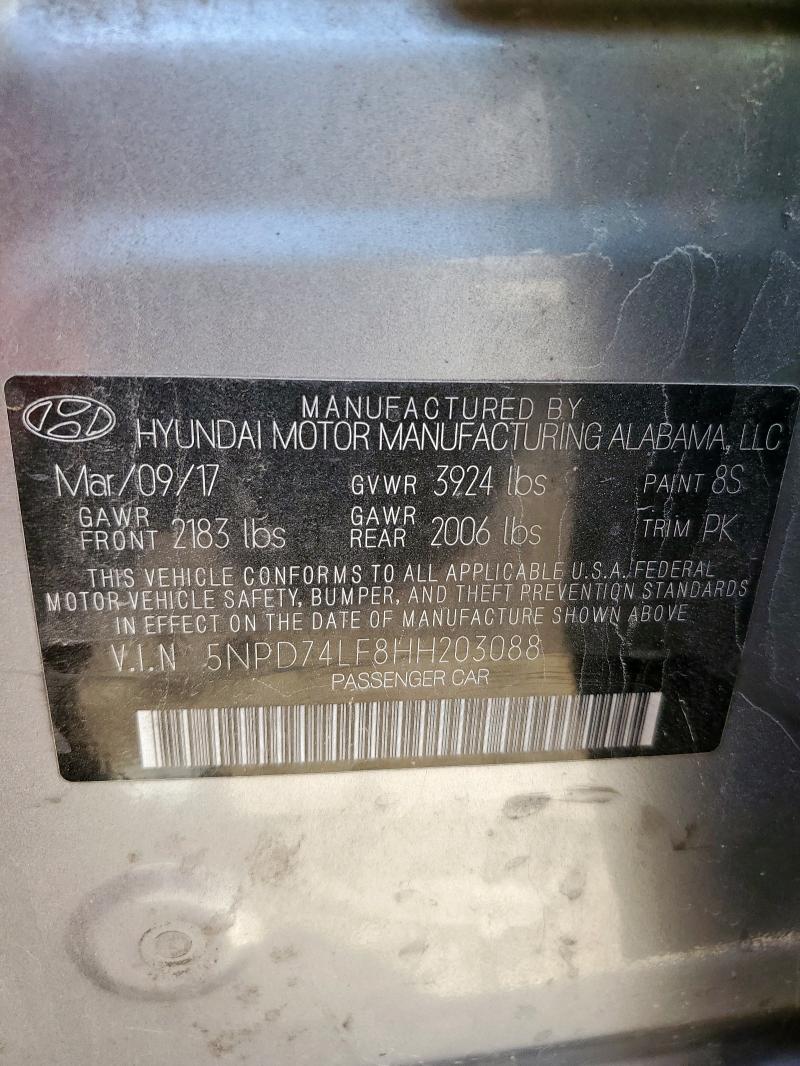 MANUFACTURED BY
HYUNDAI MOTOR MANUFACTURING ALABAMA, LLC
Mar/09/17 GVWR 3924 lbs PAINT 8S
GAWR FRONT 2183 lbs GAWR REAR 2006 lbs TRIM PK
THIS VEHICLE CONFORMS TO ALL APPLICABLE U.S.A. FEDERAL
MOTOR VEHICLE SAFETY, BUMPER, AND THEFT PREVENTION STANDARDS
IN EFFECT ON THE DATE OF MANUFACTURE SHOWN ABOVE
V.I.N 5NPD74LF8HH203088
PASSENGER CAR